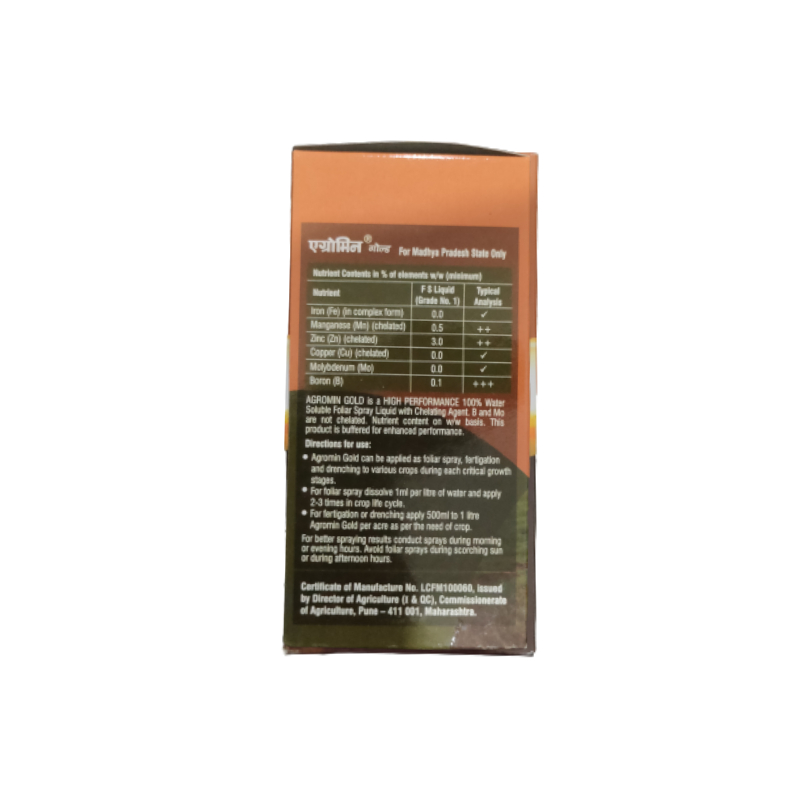 एग्रोमिन® गोल्ड For Madhya Pradesh State Only
Nutrient Contents in % of elements w/w (minimum)
Nutrient F S Liquid (Grade No. 1) Typical Analysis
Iron (Fe) (in complex form) 0.0 ✓
Manganese (Mn) (chelated) 0.5 ++
Zinc (Zn) (chelated) 3.0 ++
Copper (Cu) (chelated) 0.0 ✓
Molybdenum (Mo) 0.0 ✓
Boron (B) 0.1 +++
AGROMIN GOLD is a HIGH PERFORMANCE 100% Water
Soluble Foliar Spray Liquid with Chelating Agent. B and Mo
are not chelated. Nutrient content on w/w basis. This
product is buffered for enhanced performance.
Directions for use:
• Agromin Gold can be applied as foliar spray, fertigation
and drenching to various crops during each critical growth
stages.
• For foliar spray dissolve 1ml per litre of water and apply
2-3 times in crop life cycle.
• For fertigation or drenching apply 500ml to 1 litre
Agromin Gold per acre as per the need of crop.
For better spraying results conduct sprays during morning
or evening hours. Avoid foliar sprays during scorching sun
or during afternoon hours.
Certificate of Manufacture No. LCFM100060, issued
by Director of Agriculture (I & QC), Commissionerate
of Agriculture, Pune – 411 001, Maharashtra.